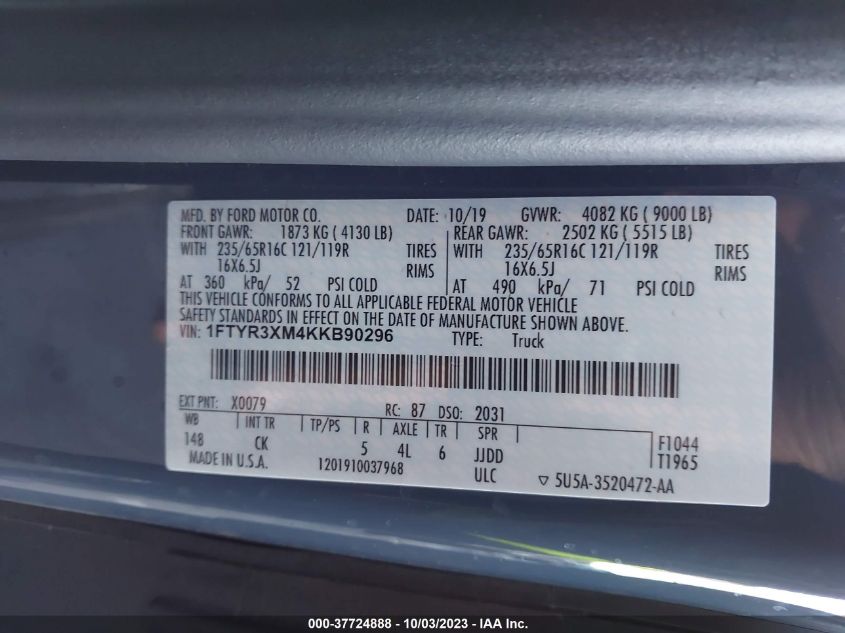 MFD. BY FORD MOTOR CO. DATE: 10/19 GVWR: 4082 KG ( 9000 LB)
FRONT GAWR: 1873 KG ( 4130 LB) REAR GAWR: 2502 KG ( 5515 LB)
WITH 235/65R16C 121/119R TIRES WITH 235/65R16C 121/119R TIRES
16X6.5J RIMS 16X6.5J RIMS
AT 360 kPa/ 52 PSI COLD AT 490 kPa/ 71 PSI COLD
THIS VEHICLE CONFORMS TO ALL APPLICABLE FEDERAL MOTOR VEHICLE
SAFETY STANDARDS IN EFFECT ON THE DATE OF MANUFACTURE SHOWN ABOVE.
VIN: 1FTYR3XM4KKB90296 TYPE: Truck
EXT PNT: X0079 RC: 87 DSO: 2031
WB INT TR TP/PS R AXLE TR SPR F1044
148 CK 5 4L 6 JJDD T1965
MADE IN U.S.A. 1201910037968 ULC ▽ 5U5A-3520472-AA
000-37724888 - 10/03/2023 - IAA Inc.